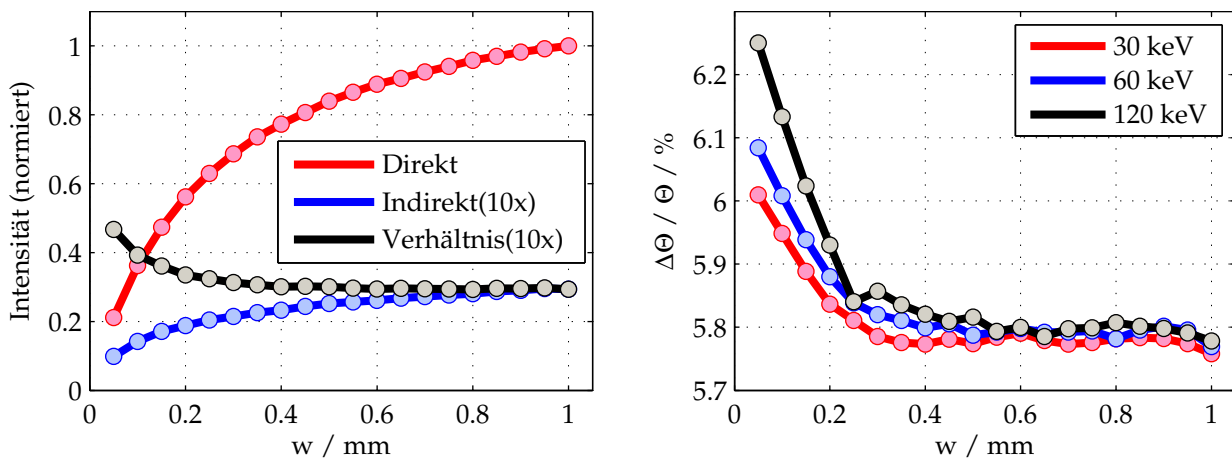 Intensität (normiert)
1
0.8
0.6
0.4
0.2
0
0
0.2
0.4
0.6
0.8
1
w / mm
Direkt
Indirekt(10x)
Verhältnis(10x)
ΔΘ / Θ / %
6.2
6.1
6
5.9
5.8
5.7
0
0.2
0.4
0.6
0.8
1
w / mm
30 keV
60 keV
120 keV